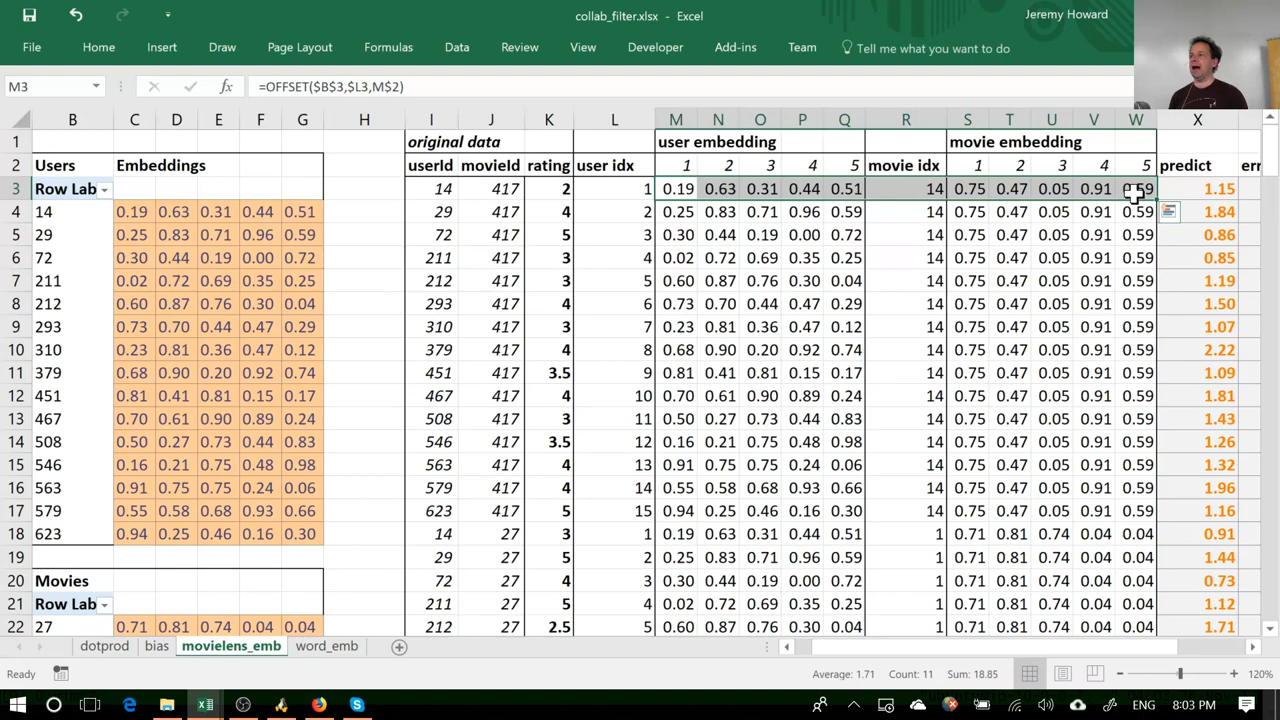 collab_filter.xlsx - Excel
Jeremy Howard
File Home Insert Draw Page Layout Formulas Data Review View Developer Add-ins Team Tell me what you want to do
M3 fx =OFFSET($B$3,$L3,M$2)
B C D E F G H I J K L M N O P Q R S T U V W X
1 original data user embedding movie embedding
2 Users Embeddings userId movieId rating user idx 1 2 3 4 5 movie idx 1 2 3 4 5 predict err
3 Row Lab 14 417 2 1 0.19 0.63 0.31 0.44 0.51 14 0.75 0.47 0.05 0.91 0.59 1.15
4 14 0.19 0.63 0.31 0.44 0.51 29 417 4 2 0.25 0.83 0.71 0.96 0.59 14 0.75 0.47 0.05 0.91 0.59 1.84
5 29 0.25 0.83 0.71 0.96 0.59 72 417 5 3 0.30 0.44 0.19 0.00 0.72 14 0.75 0.47 0.05 0.91 0.59 0.86
6 72 0.30 0.44 0.19 0.00 0.72 211 417 3 4 0.02 0.72 0.69 0.35 0.25 14 0.75 0.47 0.05 0.91 0.59 0.85
7 211 0.02 0.72 0.69 0.35 0.25 212 417 3 5 0.60 0.87 0.76 0.30 0.04 14 0.75 0.47 0.05 0.91 0.59 1.19
8 212 0.60 0.87 0.76 0.30 0.04 293 417 4 6 0.73 0.70 0.44 0.47 0.29 14 0.75 0.47 0.05 0.91 0.59 1.50
9 293 0.73 0.70 0.44 0.47 0.29 310 417 3 7 0.23 0.81 0.36 0.47 0.12 14 0.75 0.47 0.05 0.91 0.59 1.07
10 310 0.23 0.81 0.36 0.47 0.12 379 417 4 8 0.68 0.90 0.20 0.92 0.74 14 0.75 0.47 0.05 0.91 0.59 2.22
11 379 0.68 0.90 0.20 0.92 0.74 451 417 3.5 9 0.81 0.41 0.81 0.15 0.17 14 0.75 0.47 0.05 0.91 0.59 1.09
12 451 0.81 0.41 0.81 0.15 0.17 467 417 4 10 0.70 0.61 0.90 0.89 0.24 14 0.75 0.47 0.05 0.91 0.59 1.81
13 467 0.70 0.61 0.90 0.89 0.24 508 417 3 11 0.50 0.27 0.73 0.44 0.83 14 0.75 0.47 0.05 0.91 0.59 1.43
14 508 0.50 0.27 0.73 0.44 0.83 546 417 3.5 12 0.16 0.21 0.75 0.48 0.98 14 0.75 0.47 0.05 0.91 0.59 1.26
15 546 0.16 0.21 0.75 0.48 0.98 563 417 4 13 0.91 0.75 0.75 0.24 0.06 14 0.75 0.47 0.05 0.91 0.59 1.32
16 563 0.91 0.75 0.75 0.24 0.06 579 417 4 14 0.55 0.58 0.68 0.93 0.66 14 0.75 0.47 0.05 0.91 0.59 1.96
17 579 0.55 0.58 0.68 0.93 0.66 623 417 5 15 0.94 0.25 0.46 0.16 0.30 14 0.75 0.47 0.05 0.91 0.59 1.16
18 623 0.94 0.25 0.46 0.16 0.30 14 27 3 1 0.19 0.63 0.31 0.44 0.51 1 0.71 0.81 0.74 0.04 0.04 0.91
19 29 27 5 2 0.25 0.83 0.71 0.96 0.59 1 0.71 0.81 0.74 0.04 0.04 1.44
20 Movies 72 27 4 3 0.30 0.44 0.19 0.00 0.72 1 0.71 0.81 0.74 0.04 0.04 0.73
21 Row Lab 211 27 5 4 0.02 0.72 0.69 0.35 0.25 1 0.71 0.81 0.74 0.04 0.04 1.12
22 27 0.71 0.81 0.74 0.04 0.04 212 27 2.5 5 0.60 0.87 0.76 0.30 0.04 1 0.71 0.81 0.74 0.04 0.04 1.71
dotprod bias movielens_emb word_emb
Ready Average: 1.71 Count: 11 Sum: 18.85 120%
ENG 8:03 PM